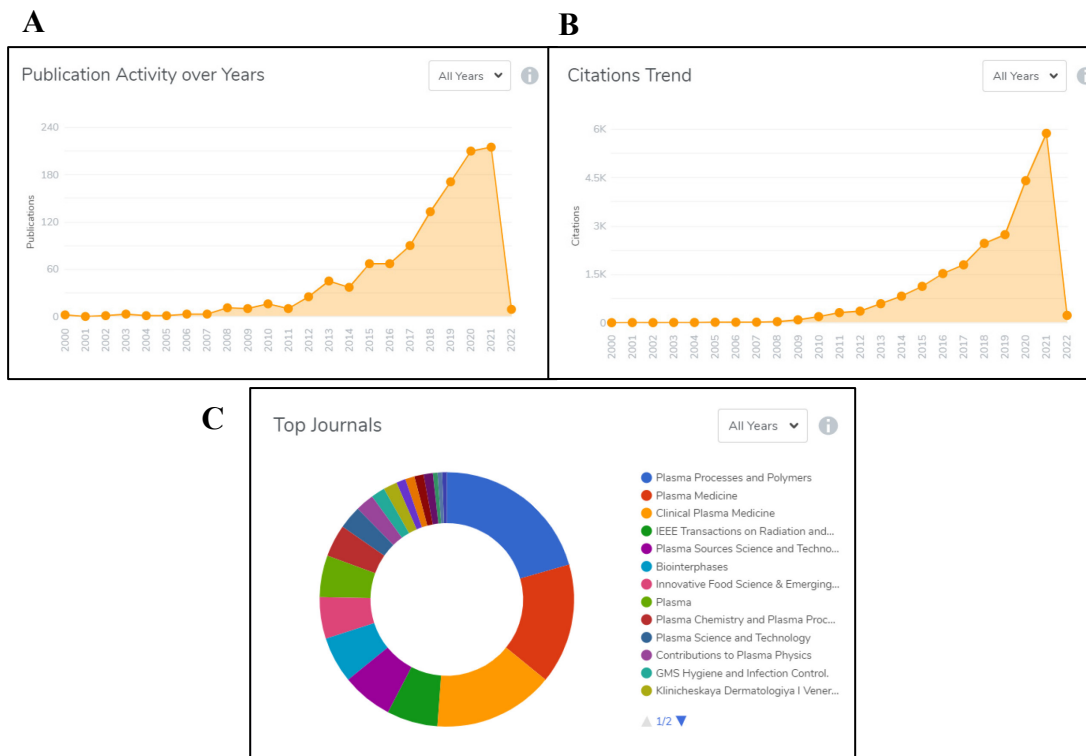 A
B
Publication Activity over Years
All Years
i
Citations Trend
All Years
i
240
180
120
60
0
Publications
2000 2001 2002 2003 2004 2005 2006 2007 2008 2009 2010 2011 2012 2013 2014 2015 2016 2017 2018 2019 2020 2021 2022
6K
4.5K
3K
1.5K
0
Citations
2000 2001 2002 2003 2004 2005 2006 2007 2008 2009 2010 2011 2012 2013 2014 2015 2016 2017 2018 2019 2020 2021 2022
C
Top Journals
All Years
i
Plasma Processes and Polymers
Plasma Medicine
Clinical Plasma Medicine
IEEE Transactions on Radiation and...
Plasma Sources Science and Techno...
Biointerphases
Innovative Food Science & Emerging...
Plasma
Plasma Chemistry and Plasma Proc...
Plasma Science and Technology
Contributions to Plasma Physics
GMS Hygiene and Infection Control.
Klinicheskaya Dermatologiya I Vener...
1/2